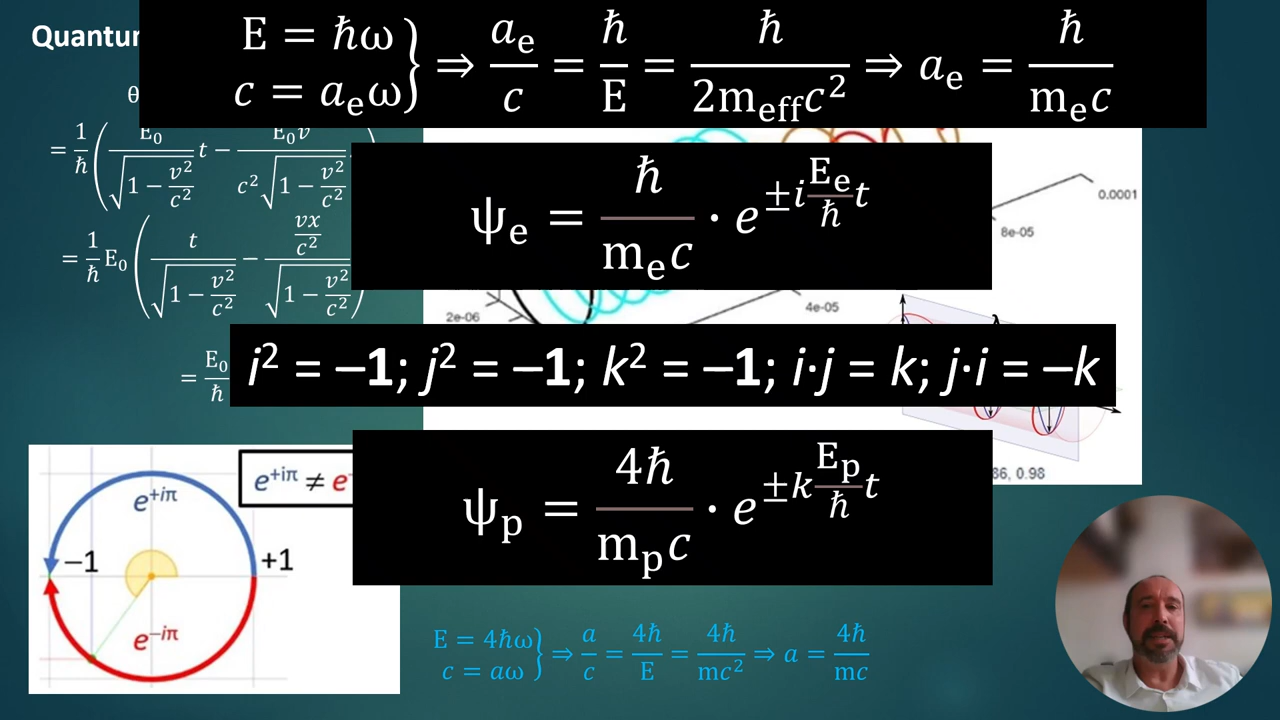 Quantu
E = ħω
c = aₑω} ⇒ aₑ/c = ħ/E = ħ/2m_eff c² ⇒ aₑ = ħ/mₑc
θ
= 1/ħ (E₀/√(1 − v²/c²) t − E₀v/c²√(1 − v²/c²)
= 1/ħ E₀ (t/√(1 − v²/c²) − (vx/c²)/√(1 − v²/c²))
= E₀/ħ
ψₑ = ħ/mₑc · e^(±i Eₑ/ħ t)
0.0001
8e-05
4e-05
2e-06
i² = –1; j² = –1; k² = –1; i·j = k; j·i = –k
86, 0.98
ψₚ = 4ħ/mₚc · e^(±k Eₚ/ħ t)
e⁺ⁱᵖ ≠ e⁻
e^(+iπ)
–1
+1
e^(−iπ)
E = 4ħω
c = aω} ⇒ a/c = 4ħ/E = 4ħ/mc² ⇒ a = 4ħ/mc